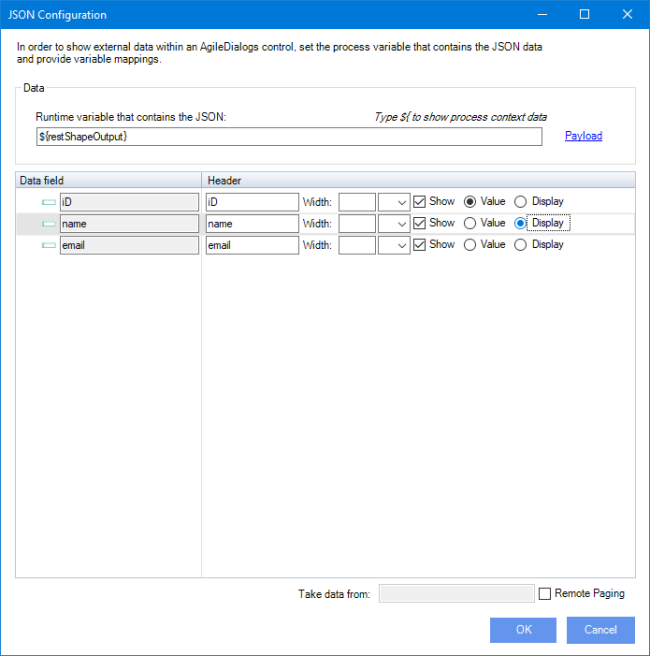 JSON Configuration
In order to show external data within an AgileDialogs control, set the process variable that contains the JSON data
and provide variable mappings.
Data
Runtime variable that contains the JSON: Type ${ to show process context data
${restShapeOutput} Payload
Data field Header
iD iD Width: Show Value Display
name name Width: Show Value Display
email email Width: Show Value Display
Take data from: Remote Paging
OK Cancel